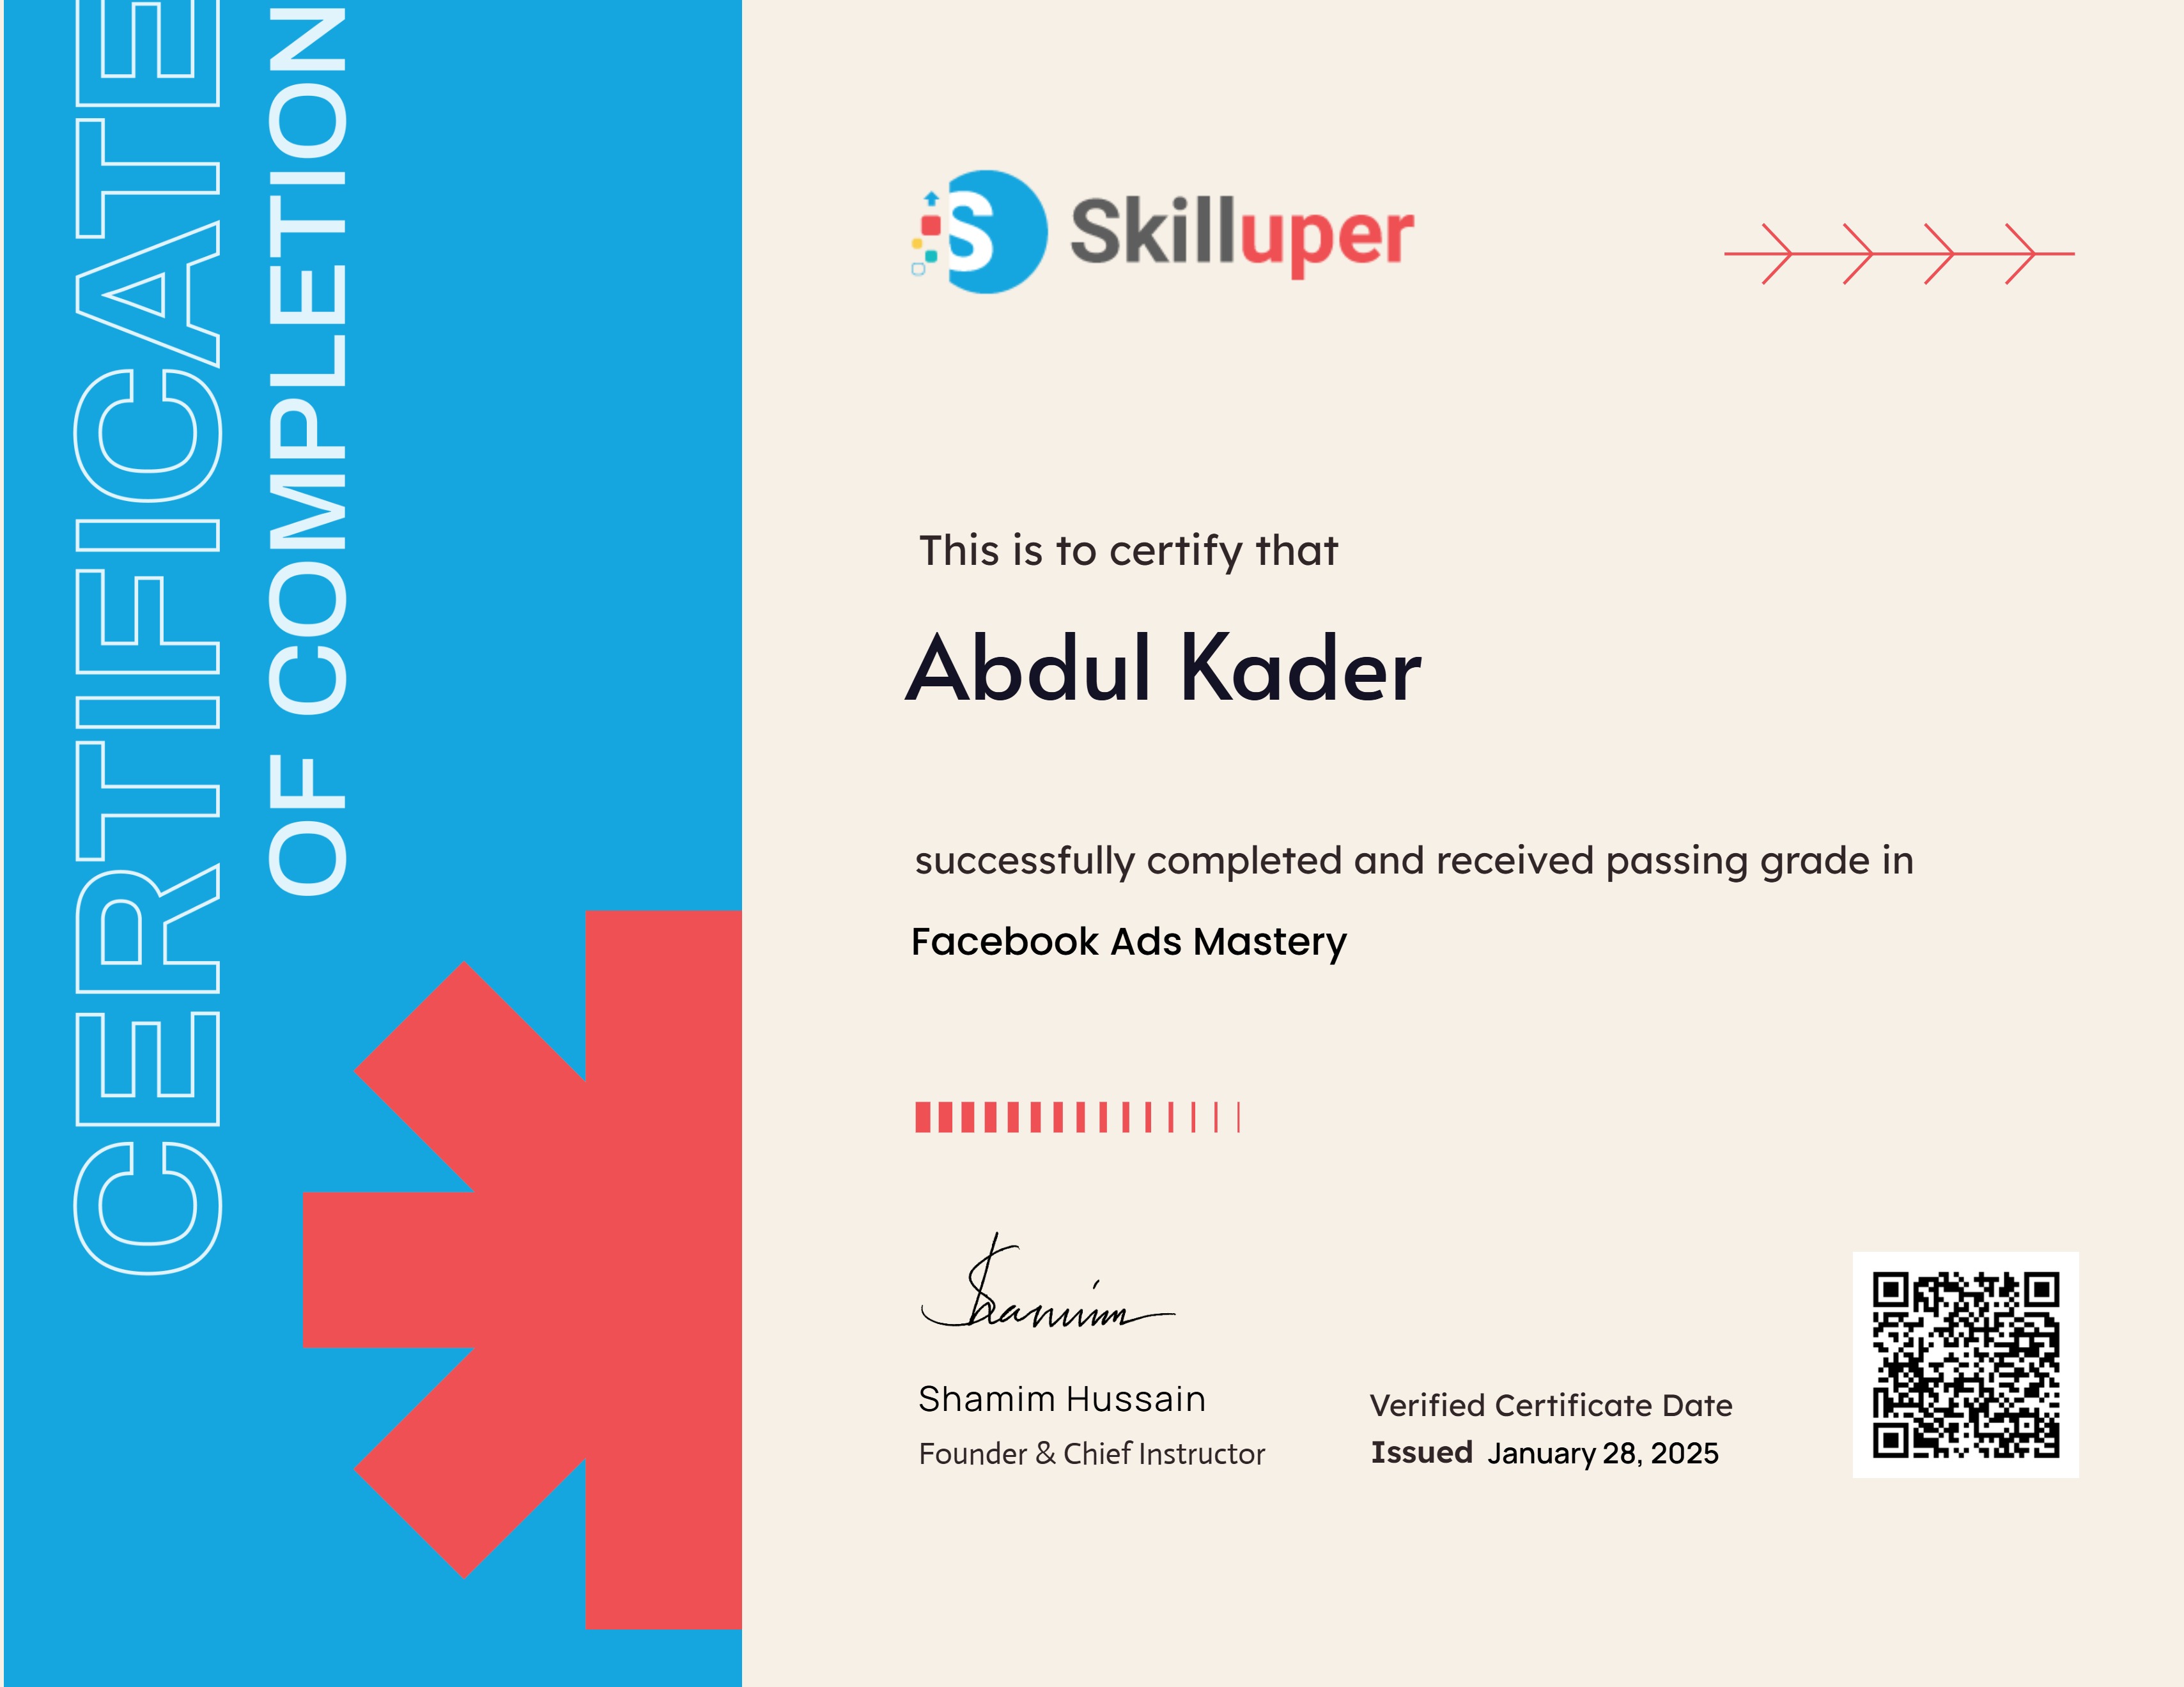 CERTIFICATE
OF COMPLETION
S Skilluper
This is to certify that
Abdul Kader
successfully completed and received passing grade in
Facebook Ads Mastery
Shamim
Shamim Hussain
Founder & Chief Instructor
Verified Certificate Date
Issued January 28, 2025